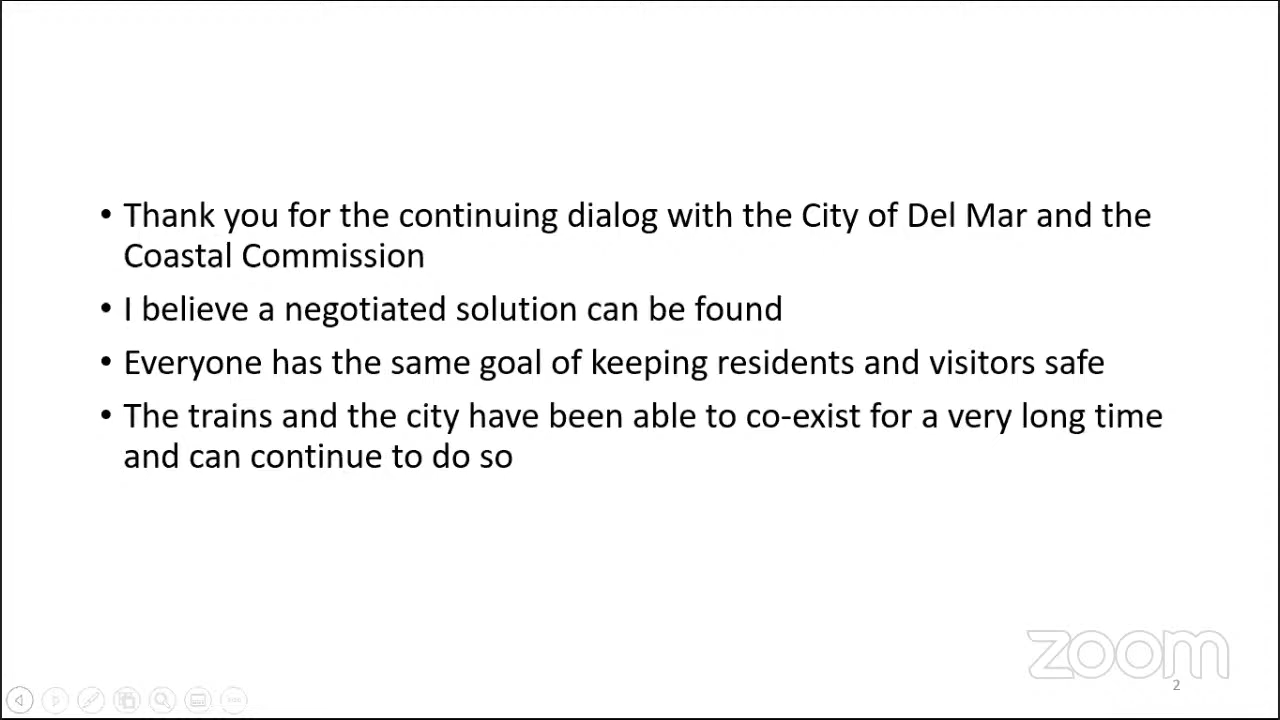 • Thank you for the continuing dialog with the City of Del Mar and the
Coastal Commission
• I believe a negotiated solution can be found
• Everyone has the same goal of keeping residents and visitors safe
• The trains and the city have been able to co-exist for a very long time
and can continue to do so
zoom
2